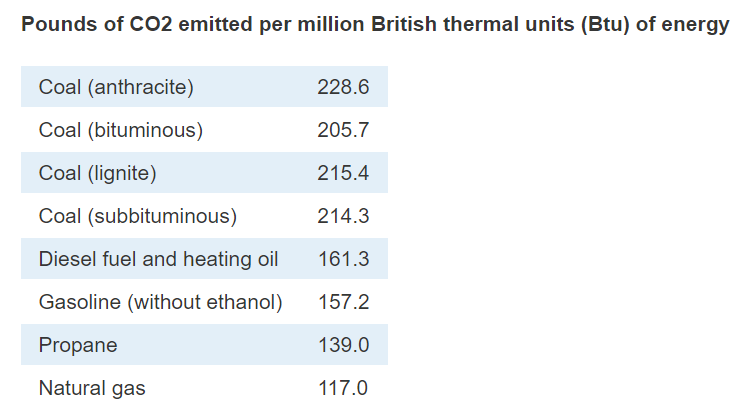 Pounds of CO2 emitted per million British thermal units (Btu) of energy
Coal (anthracite) 228.6
Coal (bituminous) 205.7
Coal (lignite) 215.4
Coal (subbituminous) 214.3
Diesel fuel and heating oil 161.3
Gasoline (without ethanol) 157.2
Propane 139.0
Natural gas 117.0